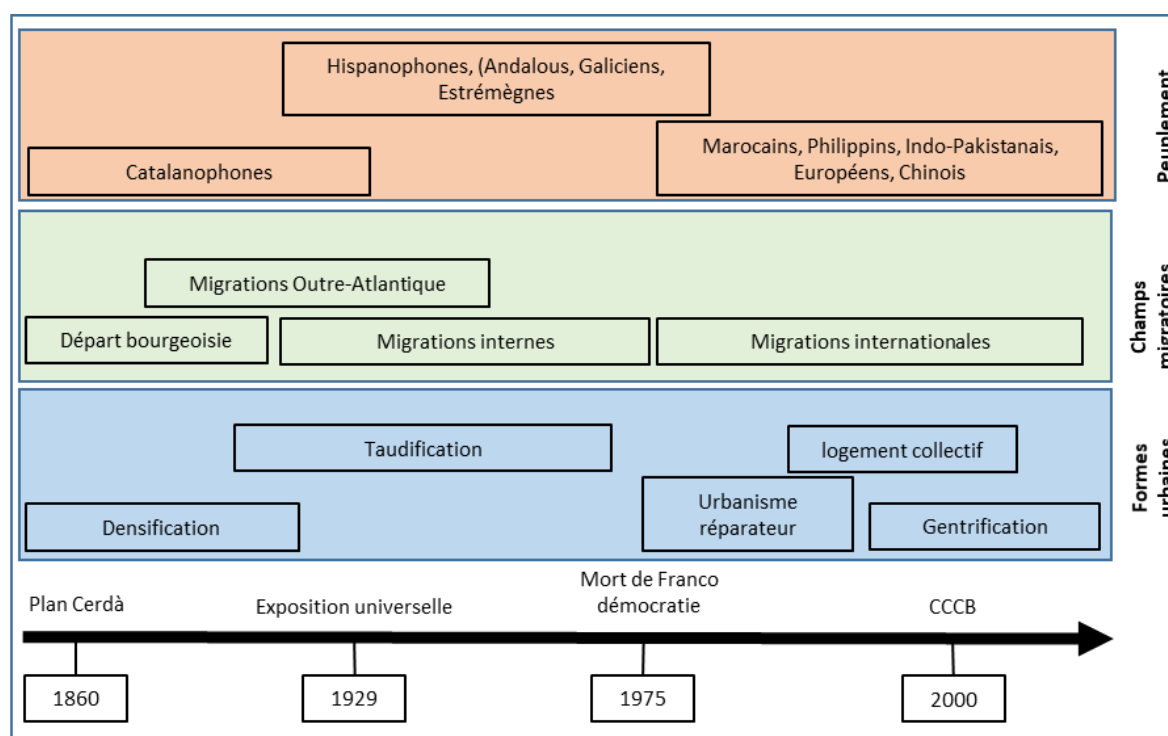 Hispanophones, (Andalous, Galiciens,
Estrémègnes
Catalanophones
Marocains, Philippins, Indo-Pakistanais,
Européens, Chinois
Peuplement
Migrations Outre-Atlantique
Départ bourgeoisie
Migrations internes
Migrations internationales
Champs
migratoires
Taudification
logement collectif
Densification
Urbanisme
réparateur
Gentrification
Formes
urbaines
Plan Cerdà
Exposition universelle
Mort de Franco
démocratie
CCCB
1860
1929
1975
2000